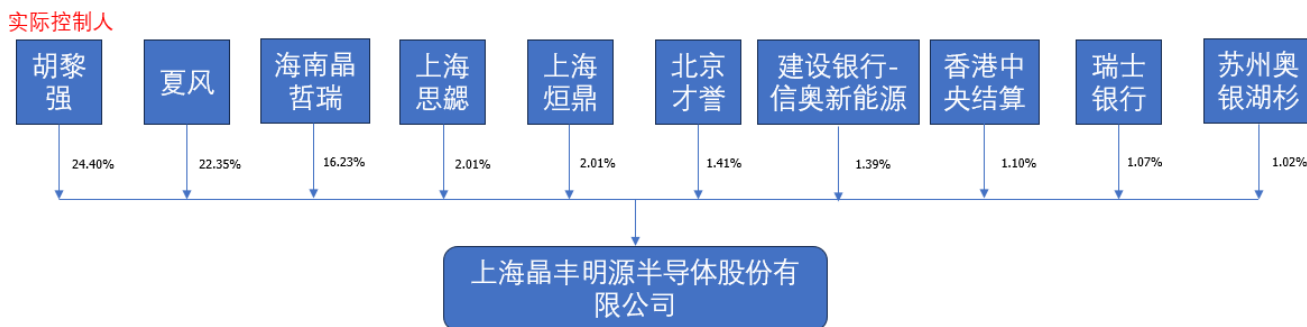 实际控制人
胡黎
强
夏风
海南晶
哲瑞
上海
思勰
上海
烜鼎
北京
才誉
建设银行-
信奥新能源
香港中
央结算
瑞士
银行
苏州奥
银湖杉
24.40%
22.35%
16.23%
2.01%
2.01%
1.41%
1.39%
1.10%
1.07%
1.02%
上海晶丰明源半导体股份有
限公司